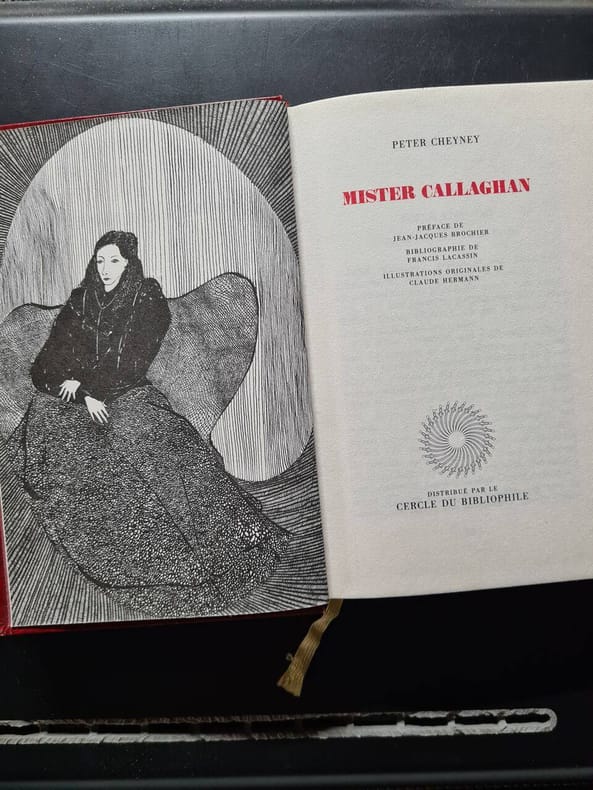 PETER CHEYNEY
MISTER CALLAGHAN
PRÉFACE DE
JEAN-JACQUES BROCHIER
BIBLIOGRAPHIE DE
FRANCIS LACASSIN
ILLUSTRATIONS ORIGINALES DE
CLAUDE HERMANN
DISTRIBUÉ PAR LE
CERCLE DU BIBLIOPHILE